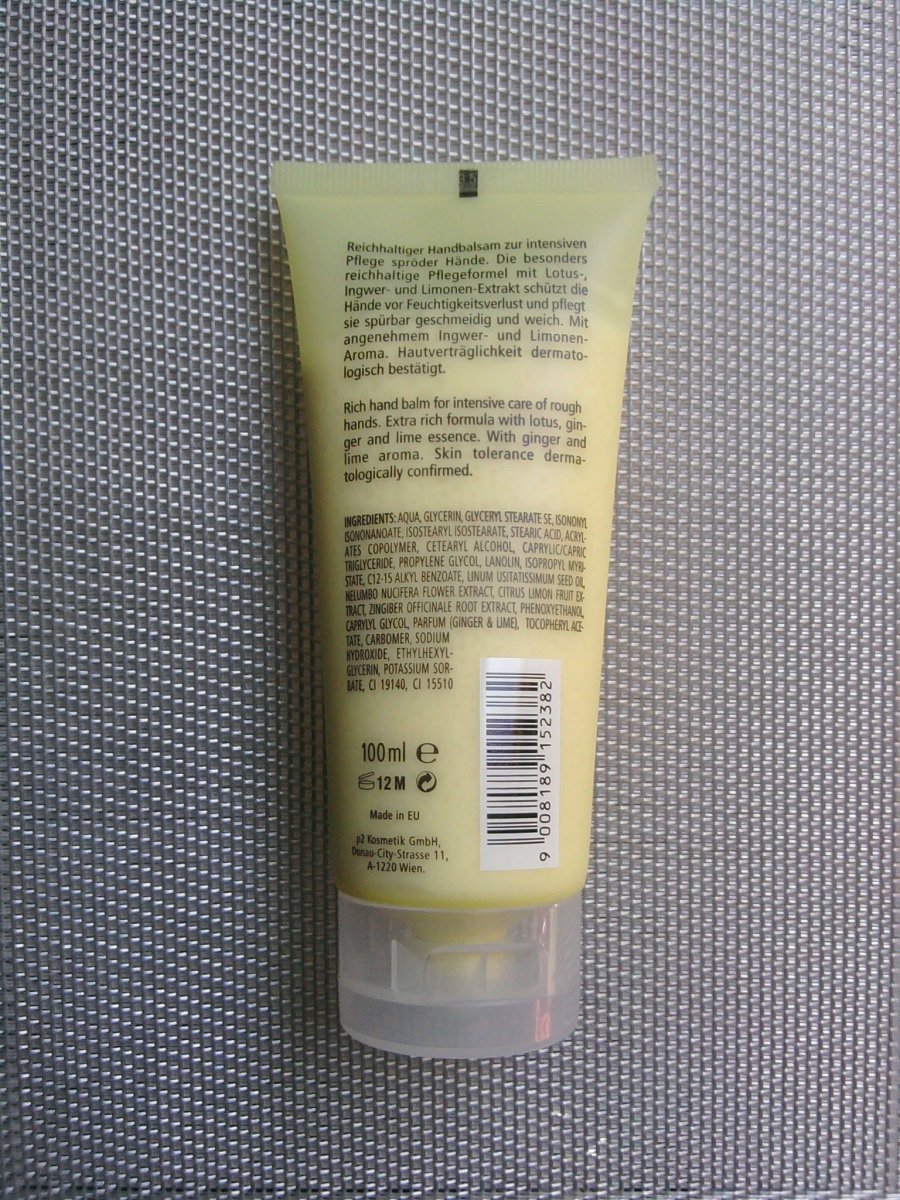 Reichhaltiger Handbalsam zur intensiven
Pflege spröder Hände. Die besonders
reichhaltige Pflegeformel mit Lotus-,
Ingwer- und Limonen-Extrakt schützt die
Hände vor Feuchtigkeitsverlust und pflegt
sie spürbar geschmeidig und weich. Mit
angenehmem Ingwer- und Limonen-
Aroma. Hautverträglichkeit dermato-
logisch bestätigt.
Rich hand balm for intensive care of rough
hands. Extra rich formula with lotus, gin-
ger and lime essence. With ginger and
lime aroma. Skin tolerance derma-
tologically confirmed.
INGREDIENTS: AQUA, GLYCERIN, GLYCERYL STEARATE SE, ISONONYL
ISONONANOATE, ISOSTEARYL ISOSTEARATE, STEARIC ACID, ACRYL-
ATES COPOLYMER, CETEARYL ALCOHOL, CAPRYLIC/CAPRIC
TRIGLYCERIDE, PROPYLENE GLYCOL, LANOLIN, ISOPROPYL MYRI-
STATE, C12-15 ALKYL BENZOATE, LINUM USITATISSIMUM SEED OIL,
NELUMBO NUCIFERA FLOWER EXTRACT, CITRUS LIMON FRUIT EX-
TRACT, ZINGIBER OFFICINALE ROOT EXTRACT, PHENOXYETHANOL,
CAPRYLYL GLYCOL, PARFUM (GINGER & LIME), TOCOPHERYL ACE-
TATE, CARBOMER, SODIUM
HYDROXIDE, ETHYLHEXYL-
GLYCERIN, POTASSIUM SOR-
BATE, CI 19140, CI 15510
100 ml ℮
12 M
Made in EU
p2 Kosmetik GmbH,
Donau-City-Strasse 11,
A-1220 Wien.
9 008189 152382